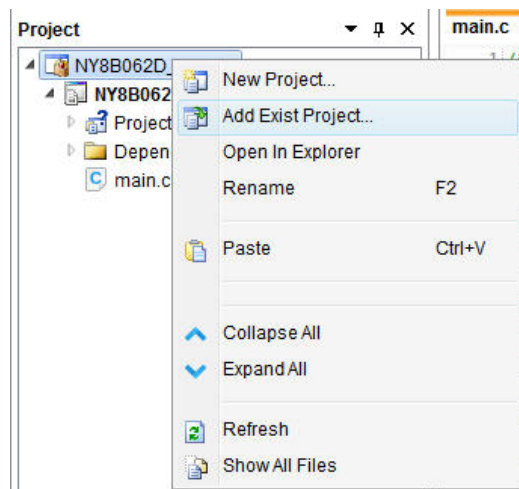 Project
main.c
1 /
NY8B062D_
NY8B062
Project
Depen
main.c
New Project...
Add Exist Project...
Open In Explorer
Rename F2
Paste Ctrl+V
Collapse All
Expand All
Refresh
Show All Files